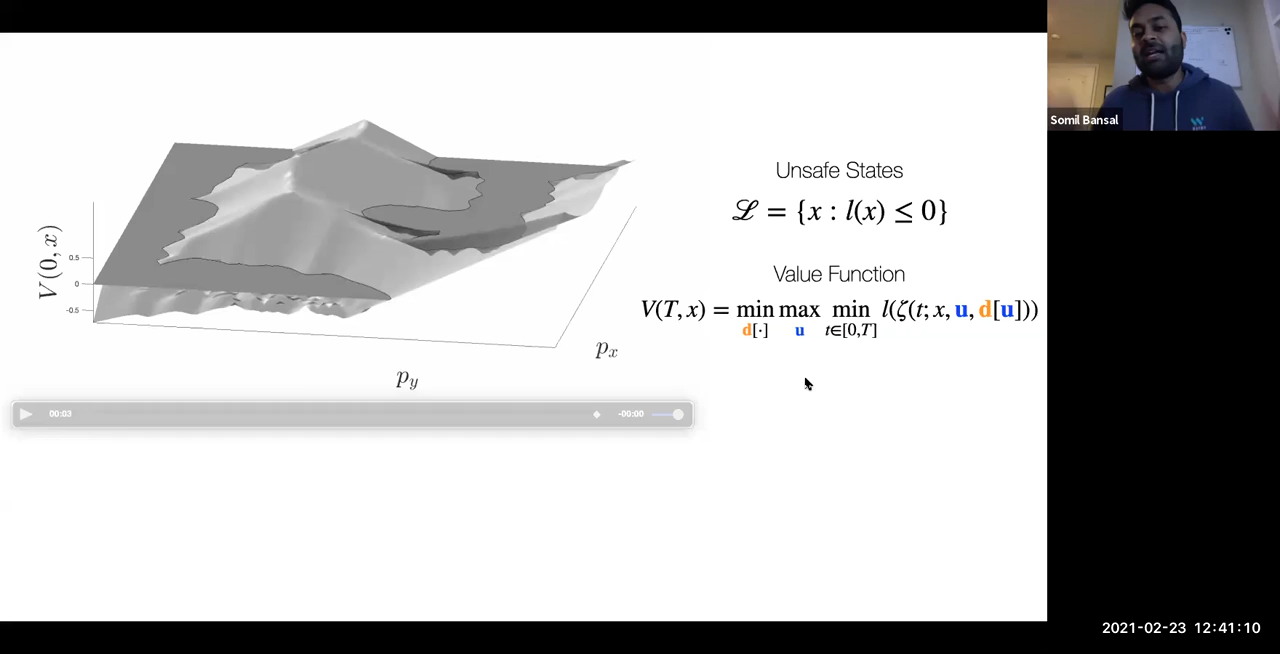 Somil Bansal
Unsafe States
ℒ = {x : l(x) ≤ 0}
Value Function
V(T, x) = min max min l(ζ(t; x, u, d[u]))
d[·] u t∈[0,T]
V(0, x)
0.5
0
-0.5
p_x
p_y
00:03
-00:00
2021-02-23 12:41:10